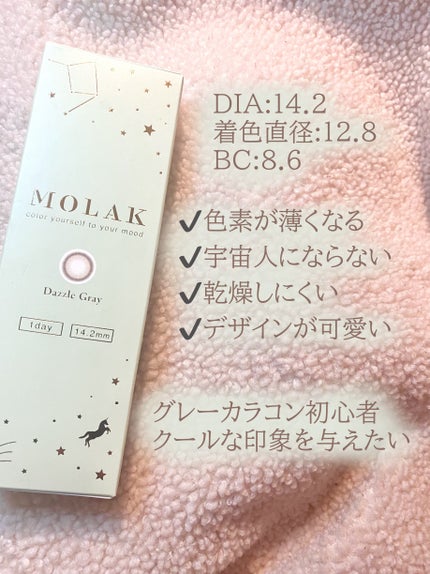 DIA:14.2
着色直径:12.8
BC:8.6
MOLAK
color yourself to your mood
Dazzle Gray
1day
14.2mm
✔色素が薄くなる
✔宇宙人にならない
✔乾燥しにくい
✔デザインが可愛い
グレーカラコン初心者
クールな印象を与えたい